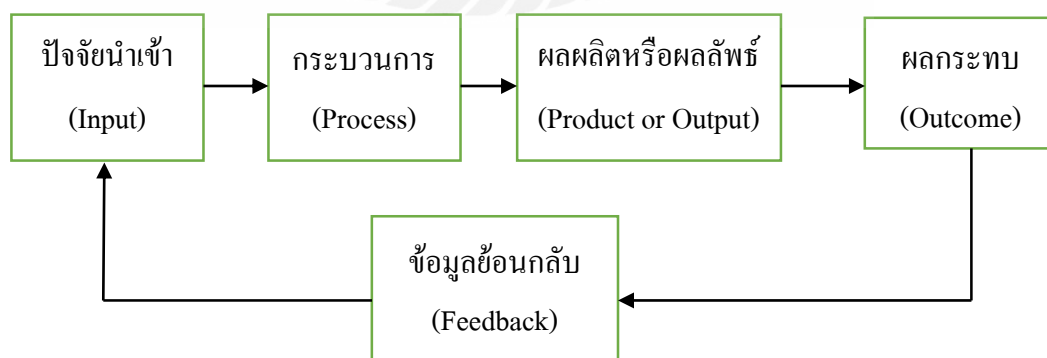 ปัจจัยนำเข้า
(Input)
กระบวนการ
(Process)
ผลผลิตหรือผลลัพธ์
(Product or Output)
ผลกระทบ
(Outcome)
ข้อมูลย้อนกลับ
(Feedback)